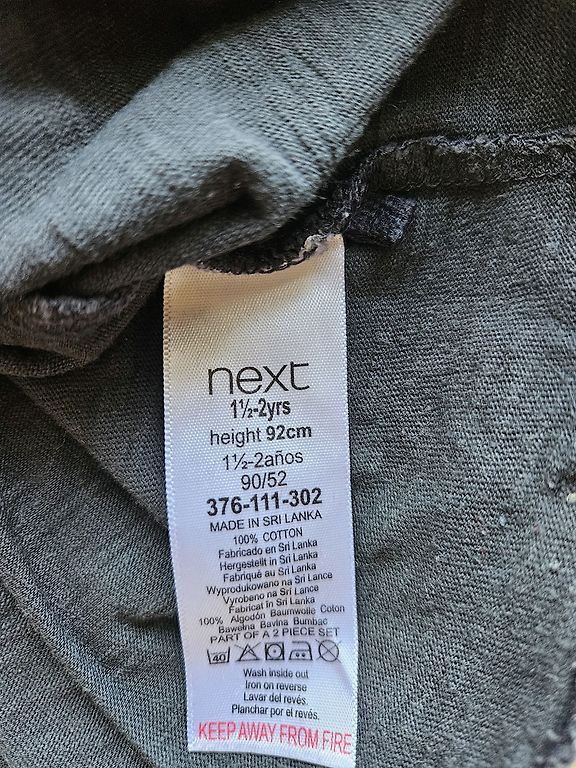 next
1½-2yrs
height 92cm
1½-2años
90/52
376-111-302
MADE IN SRI LANKA
100% COTTON
Fabricado en Sri Lanka
Hergestellt in Sri Lanka
Fabriqué au Sri Lanka
Wyprodukowano na Sri Lance
Vyrobeno na Sri Lance
Fabricat în Sri Lanka
100% Algodón Baumwolle Coton
Bawełna Bavlna Bumbac
PART OF A 2 PIECE SET
40
Wash inside out
Iron on reverse
Lavar del revés.
Planchar por el revés.
KEEP AWAY FROM FIRE